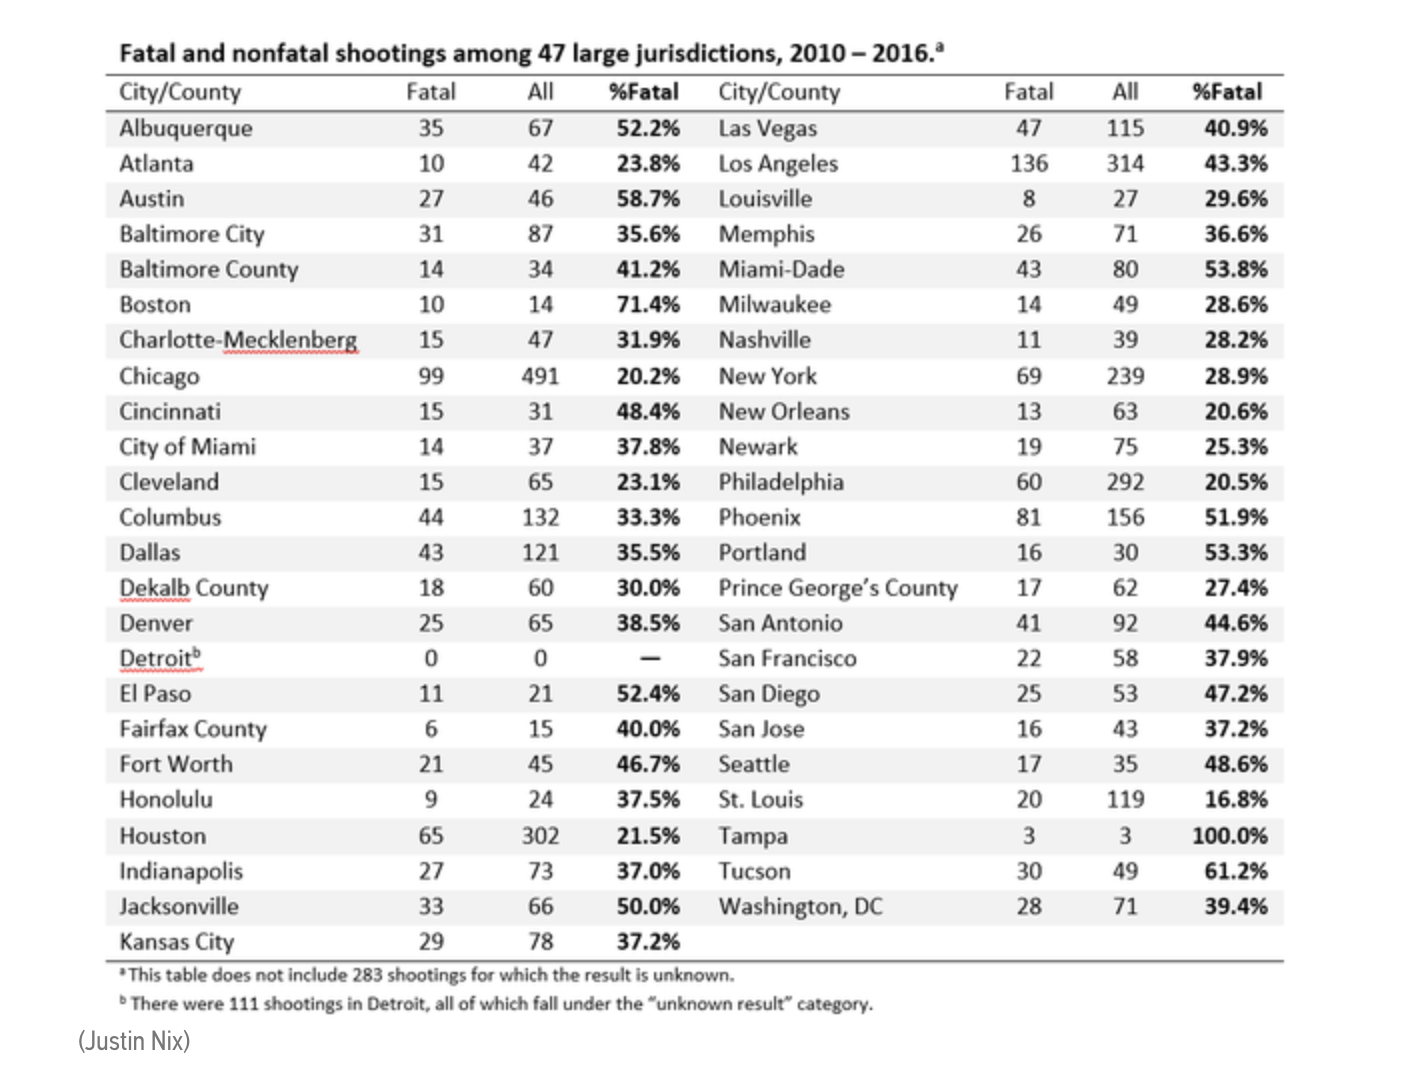 Fatal and nonfatal shootings among 47 large jurisdictions, 2010 – 2016.ᵃ
City/County Fatal All %Fatal City/County Fatal All %Fatal
Albuquerque 35 67 52.2% Las Vegas 47 115 40.9%
Atlanta 10 42 23.8% Los Angeles 136 314 43.3%
Austin 27 46 58.7% Louisville 8 27 29.6%
Baltimore City 31 87 35.6% Memphis 26 71 36.6%
Baltimore County 14 34 41.2% Miami-Dade 43 80 53.8%
Boston 10 14 71.4% Milwaukee 14 49 28.6%
Charlotte-Mecklenberg 15 47 31.9% Nashville 11 39 28.2%
Chicago 99 491 20.2% New York 69 239 28.9%
Cincinnati 15 31 48.4% New Orleans 13 63 20.6%
City of Miami 14 37 37.8% Newark 19 75 25.3%
Cleveland 15 65 23.1% Philadelphia 60 292 20.5%
Columbus 44 132 33.3% Phoenix 81 156 51.9%
Dallas 43 121 35.5% Portland 16 30 53.3%
Dekalb County 18 60 30.0% Prince George’s County 17 62 27.4%
Denver 25 65 38.5% San Antonio 41 92 44.6%
Detroitᵇ 0 0 — San Francisco 22 58 37.9%
El Paso 11 21 52.4% San Diego 25 53 47.2%
Fairfax County 6 15 40.0% San Jose 16 43 37.2%
Fort Worth 21 45 46.7% Seattle 17 35 48.6%
Honolulu 9 24 37.5% St. Louis 20 119 16.8%
Houston 65 302 21.5% Tampa 3 3 100.0%
Indianapolis 27 73 37.0% Tucson 30 49 61.2%
Jacksonville 33 66 50.0% Washington, DC 28 71 39.4%
Kansas City 29 78 37.2%
ᵃ This table does not include 283 shootings for which the result is unknown.
ᵇ There were 111 shootings in Detroit, all of which fall under the “unknown result” category.
(Justin Nix)